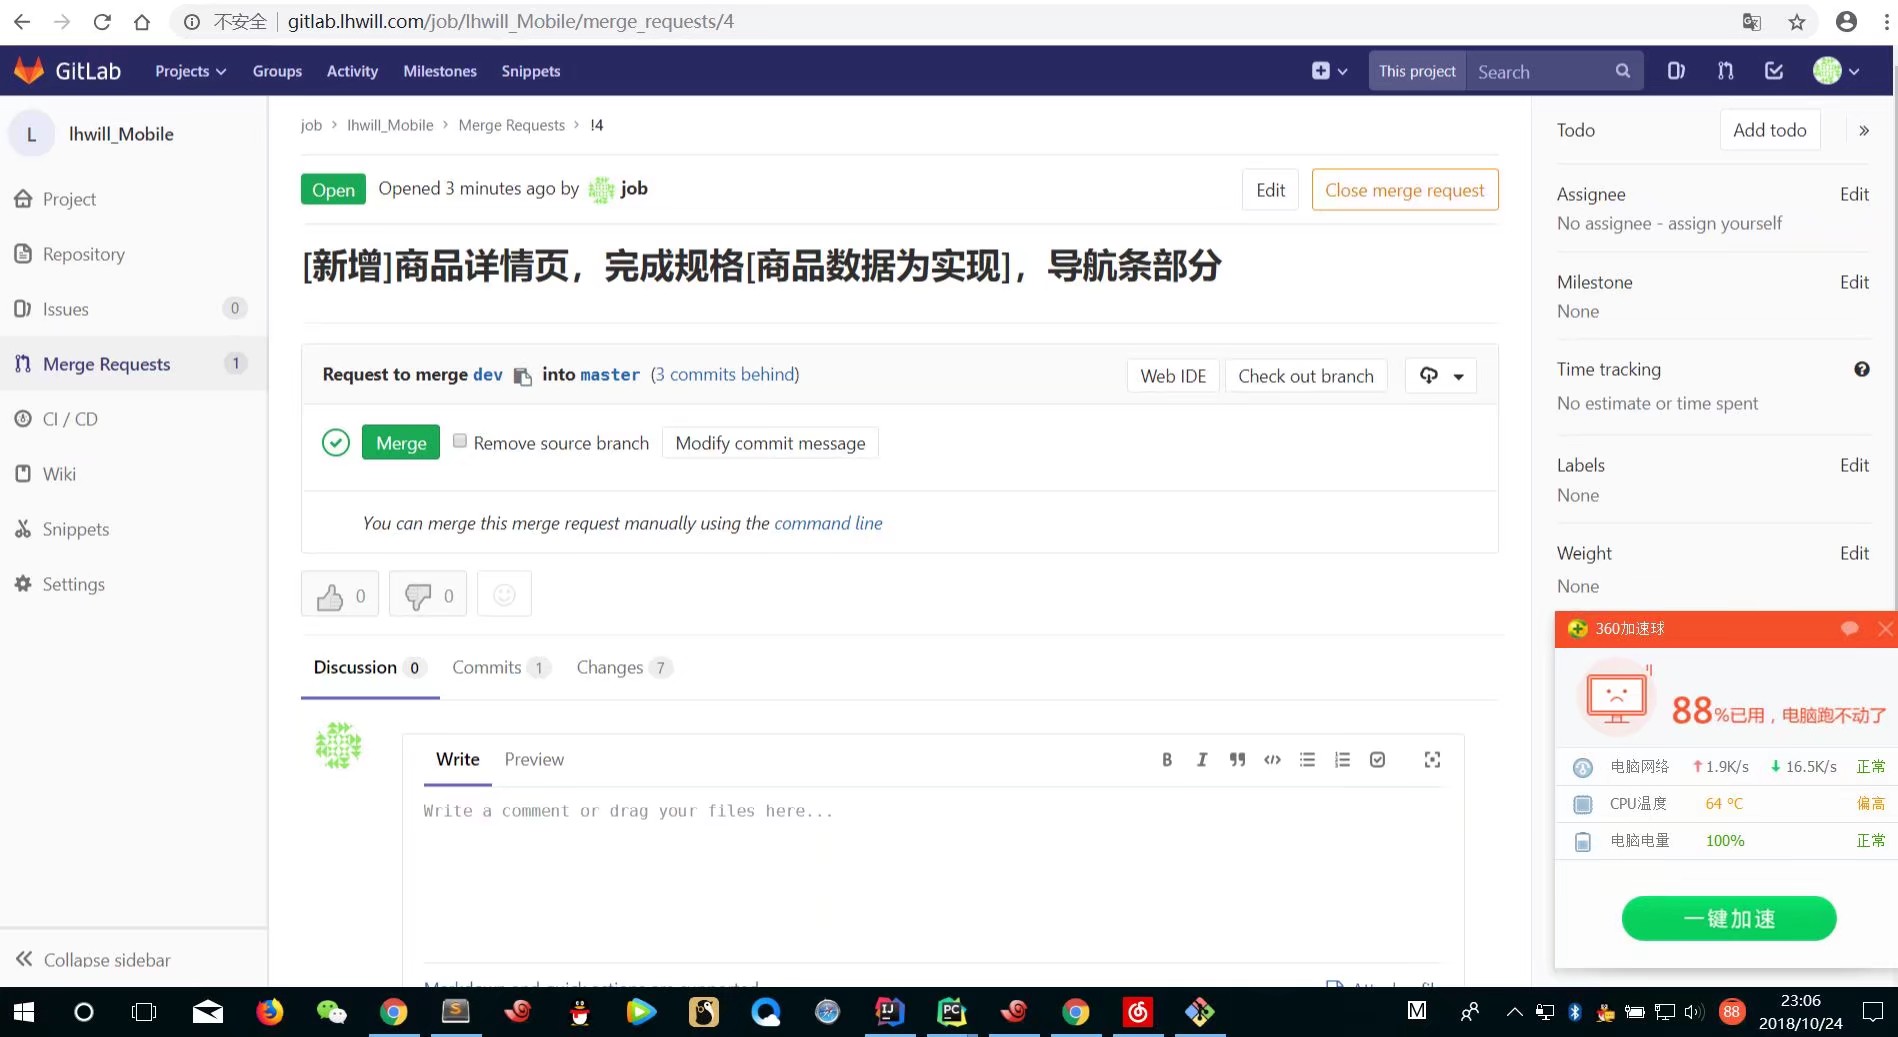 不安全 gitlab.lhwill.com/job/lhwill_Mobile/merge_requests/4
GitLab Projects Groups Activity Milestones Snippets This project Search
L lhwill_Mobile
Project
Repository
Issues 0
Merge Requests 1
CI / CD
Wiki
Snippets
Settings
Collapse sidebar
job › lhwill_Mobile › Merge Requests › !4
Open Opened 3 minutes ago by job Edit Close merge request
[新增]商品详情页，完成规格[商品数据为实现]，导航条部分
Request to merge dev into master (3 commits behind) Web IDE Check out branch
Merge Remove source branch Modify commit message
You can merge this merge request manually using the command line
0 0
Discussion 0 Commits 1 Changes 7
Write Preview B I
Write a comment or drag your files here...
Markdown and quick actions are supported
Todo Add todo »
Assignee Edit
No assignee - assign yourself
Milestone Edit
None
Time tracking ?
No estimate or time spent
Labels Edit
None
Weight Edit
None
360加速球
88%已用，电脑跑不动了
电脑网络 1.9K/s 16.5K/s 正常
CPU温度 64 ℃ 偏高
电脑电量 100% 正常
一键加速
S IJ PC M 88
23:06
2018/10/24